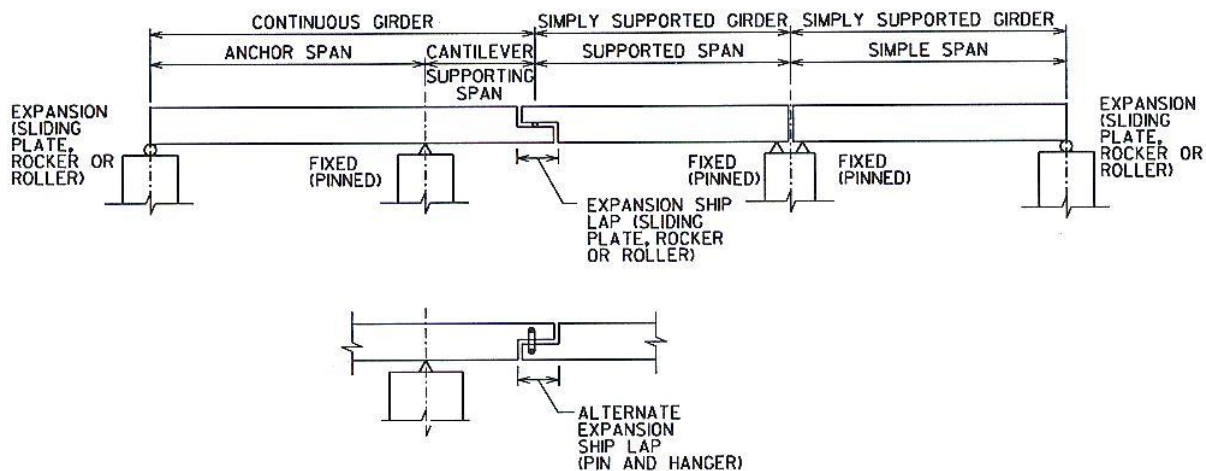 CONTINUOUS GIRDER
SIMPLY SUPPORTED GIRDER
SIMPLY SUPPORTED GIRDER
ANCHOR SPAN
CANTILEVER
SUPPORTING
SPAN
SUPPORTED SPAN
SIMPLE SPAN
EXPANSION
(SLIDING
PLATE,
ROCKER OR
ROLLER)
FIXED
(PINNED)
EXPANSION SHIP
LAP (SLIDING
PLATE, ROCKER
OR ROLLER)
FIXED
(PINNED)
FIXED
(PINNED)
EXPANSION
(SLIDING
PLATE,
ROCKER OR
ROLLER)
ALTERNATE
EXPANSION
SHIP LAP
(PIN AND HANGER)